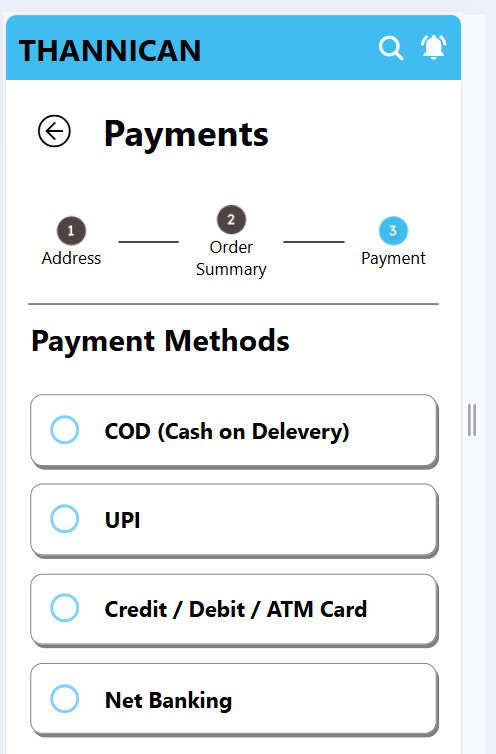 THANNICAN
Payments
1
2
3
Address
Order
Summary
Payment
Payment Methods
COD (Cash on Delevery)
UPI
Credit / Debit / ATM Card
Net Banking